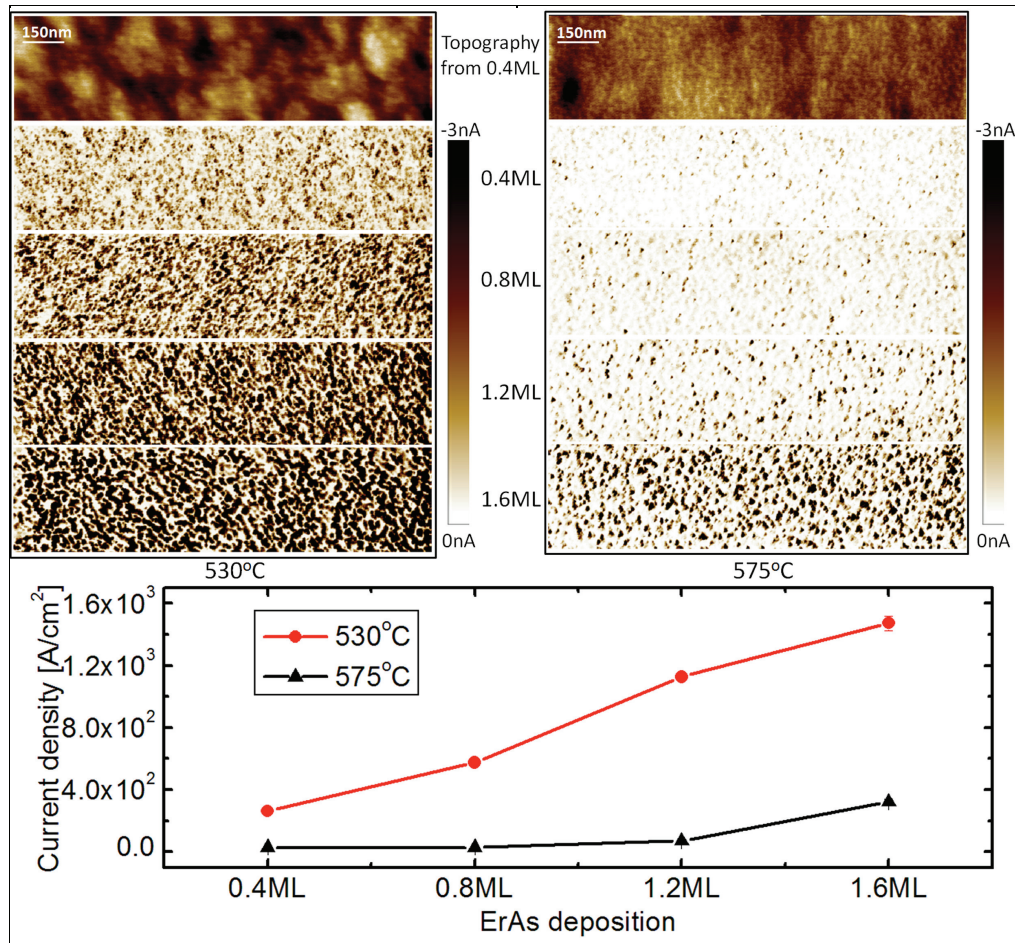 150nm
Topography
from 0.4ML
150nm
-3nA
0.4ML
0.8ML
1.2ML
1.6ML
0nA
-3nA
0nA
530°C
575°C
Current density [A/cm²]
1.6x10³
1.2x10³
8.0x10²
4.0x10²
0.0
530°C
575°C
0.4ML
0.8ML
1.2ML
1.6ML
ErAs deposition